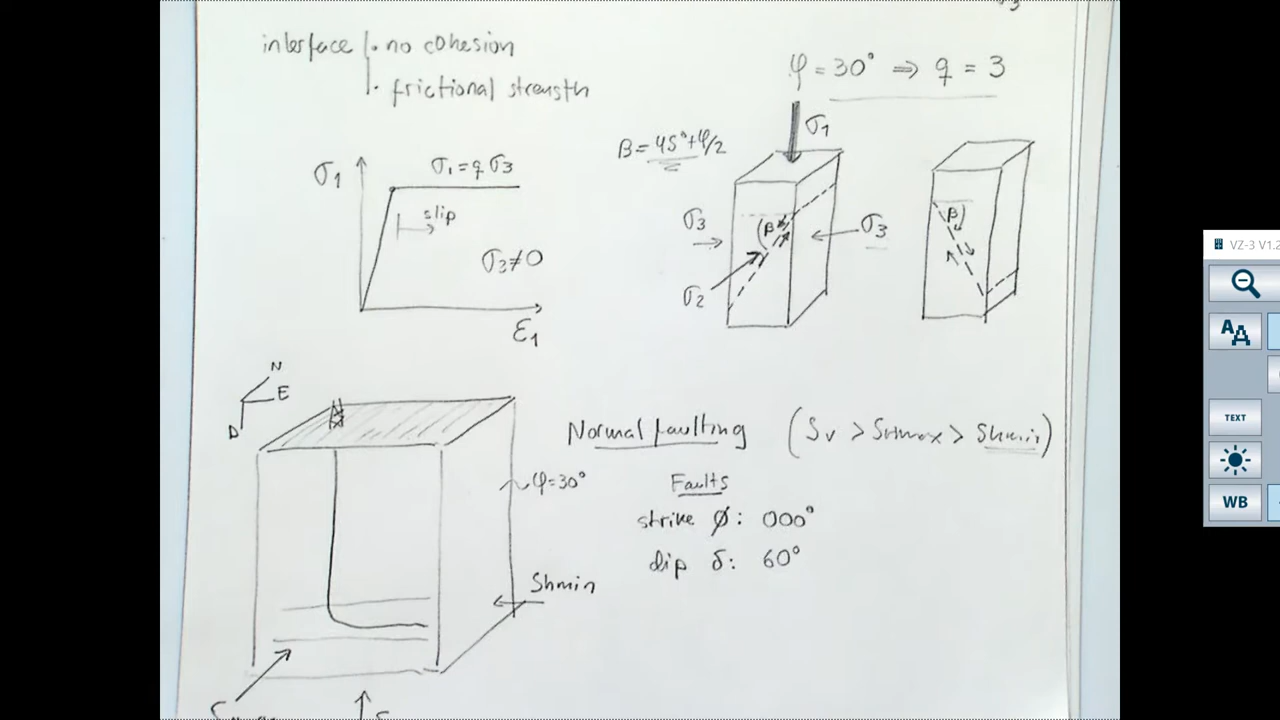 interface · no cohesion
· frictional strength
φ = 30° ⇒ q = 3
σ1
β = 45° + φ/2
σ1
σ1 = q σ3
slip
σ3 ≠ 0
ε1
σ3
β
σ3
σ2
β
N
E
D
Normal faulting (Sv > SHmax > Shmin)
φ = 30°
Faults
strike ϕ: 000°
dip δ: 60°
Shmin
VZ-3 V1.2
AA
TEXT
WB